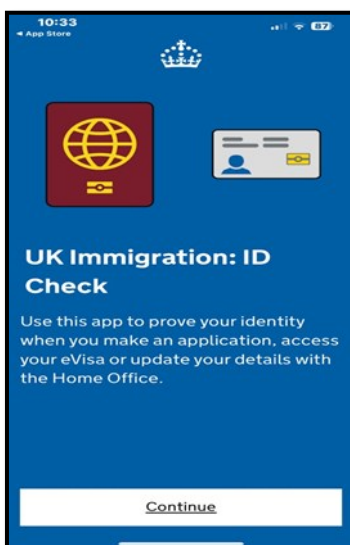 10:33
87
◀ App Store
UK Immigration: ID
Check
Use this app to prove your identity
when you make an application, access
your eVisa or update your details with
the Home Office.
Continue